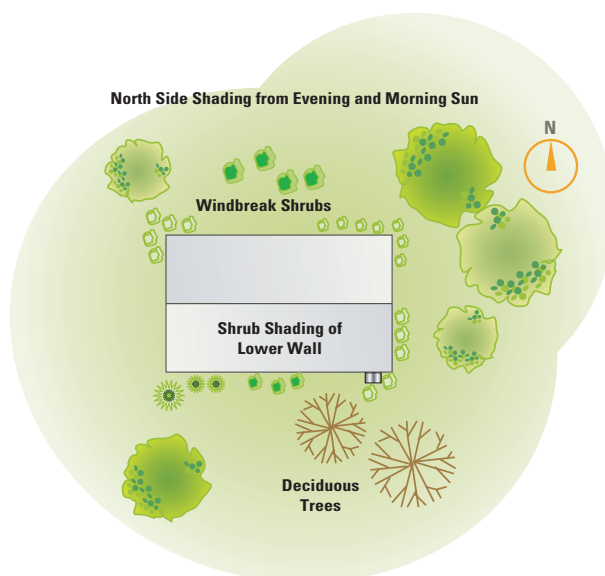 North Side Shading from Evening and Morning Sun
N
Windbreak Shrubs
Shrub Shading of
Lower Wall
Deciduous
Trees